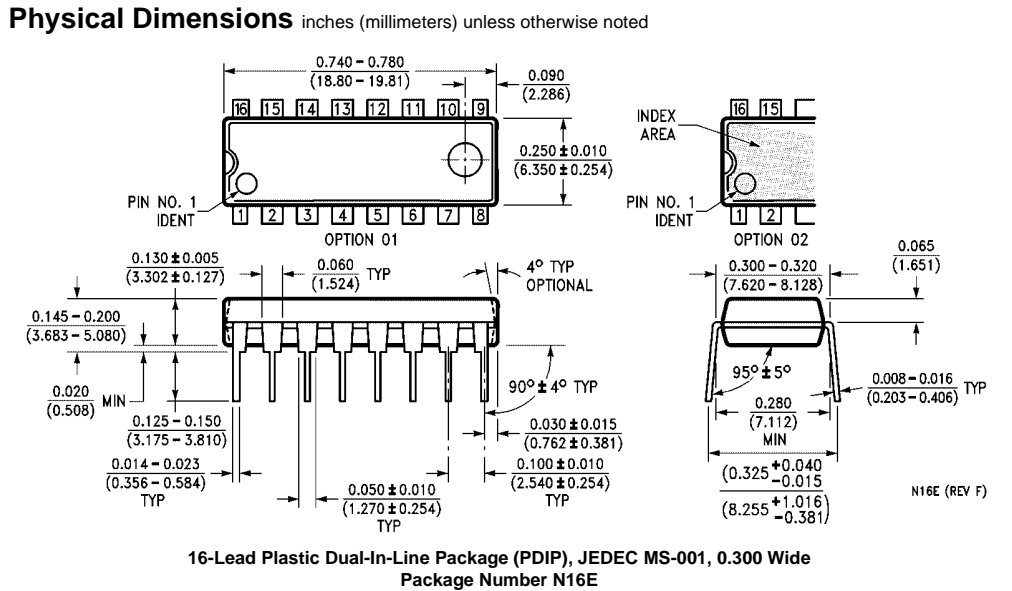 Physical Dimensions inches (millimeters) unless otherwise noted
0.740 – 0.780
(18.80 – 19.81)
0.090
(2.286)
16 15 14 13 12 11 10 9
16 15
INDEX
AREA
0.250 ± 0.010
(6.350 ± 0.254)
PIN NO. 1
IDENT
PIN NO. 1
IDENT
1 2 3 4 5 6 7 8
1 2
OPTION 01
OPTION 02
0.130 ± 0.005
(3.302 ± 0.127)
0.060
(1.524)
TYP
4° TYP
OPTIONAL
0.300 – 0.320
(7.620 – 8.128)
0.065
(1.651)
0.145 – 0.200
(3.683 – 5.080)
0.020
(0.508)
MIN
90° ± 4° TYP
95° ± 5°
0.008 – 0.016
(0.203 – 0.406)
TYP
0.125 – 0.150
(3.175 – 3.810)
0.280
(7.112)
MIN
0.030 ± 0.015
(0.762 ± 0.381)
0.014 – 0.023
(0.356 – 0.584)
TYP
0.050 ± 0.010
(1.270 ± 0.254)
TYP
0.100 ± 0.010
(2.540 ± 0.254)
TYP
(0.325 +0.040
–0.015
(8.255 +1.016)
–0.381)
N16E (REV F)
16-Lead Plastic Dual-In-Line Package (PDIP), JEDEC MS-001, 0.300 Wide
Package Number N16E